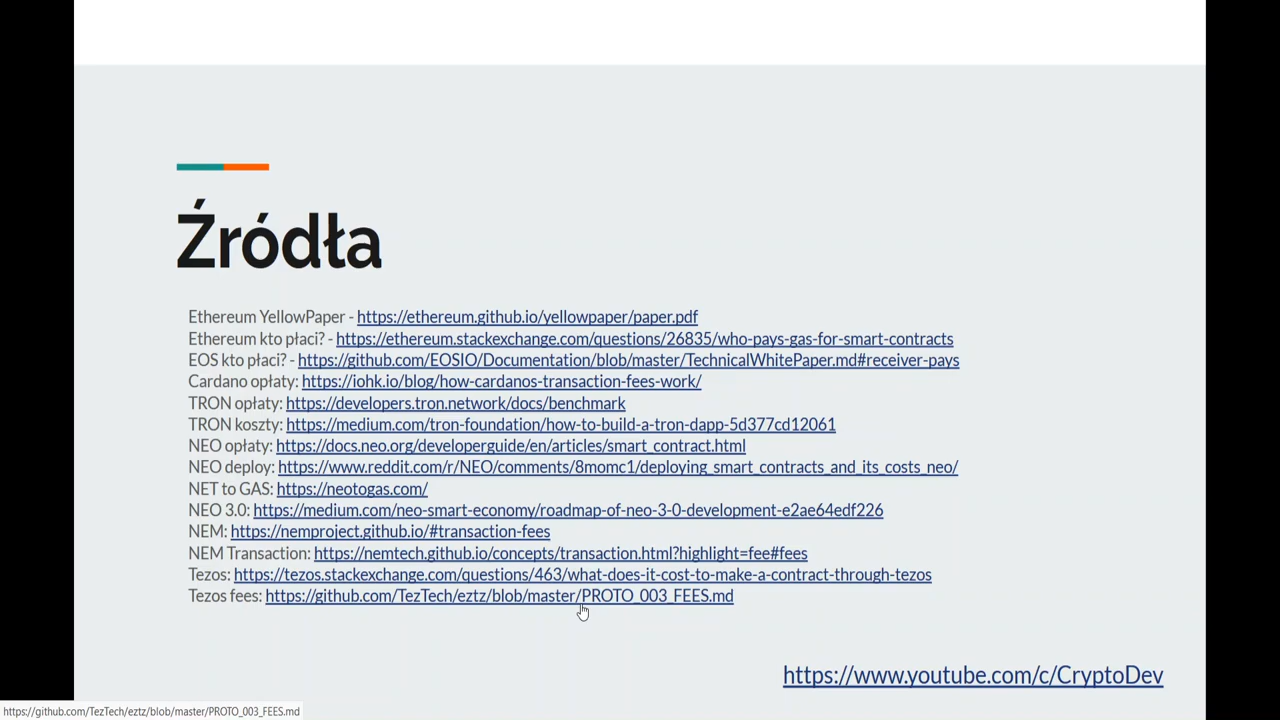 Źródła
Ethereum YellowPaper - https://ethereum.github.io/yellowpaper/paper.pdf
Ethereum kto płaci? - https://ethereum.stackexchange.com/questions/26835/who-pays-gas-for-smart-contracts
EOS kto płaci? - https://github.com/EOSIO/Documentation/blob/master/TechnicalWhitePaper.md#receiver-pays
Cardano opłaty: https://iohk.io/blog/how-cardanos-transaction-fees-work/
TRON opłaty: https://developers.tron.network/docs/benchmark
TRON koszty: https://medium.com/tron-foundation/how-to-build-a-tron-dapp-5d377cd12061
NEO opłaty: https://docs.neo.org/developerguide/en/articles/smart_contract.html
NEO deploy: https://www.reddit.com/r/NEO/comments/8momc1/deploying_smart_contracts_and_its_costs_neo/
NET to GAS: https://neotogas.com/
NEO 3.0: https://medium.com/neo-smart-economy/roadmap-of-neo-3-0-development-e2ae64edf226
NEM: https://nemproject.github.io/#transaction-fees
NEM Transaction: https://nemtech.github.io/concepts/transaction.html?highlight=fee#fees
Tezos: https://tezos.stackexchange.com/questions/463/what-does-it-cost-to-make-a-contract-through-tezos
Tezos fees: https://github.com/TezTech/eztz/blob/master/PROTO_003_FEES.md
https://www.youtube.com/c/CryptoDev
https://github.com/TezTech/eztz/blob/master/PROTO_003_FEES.md